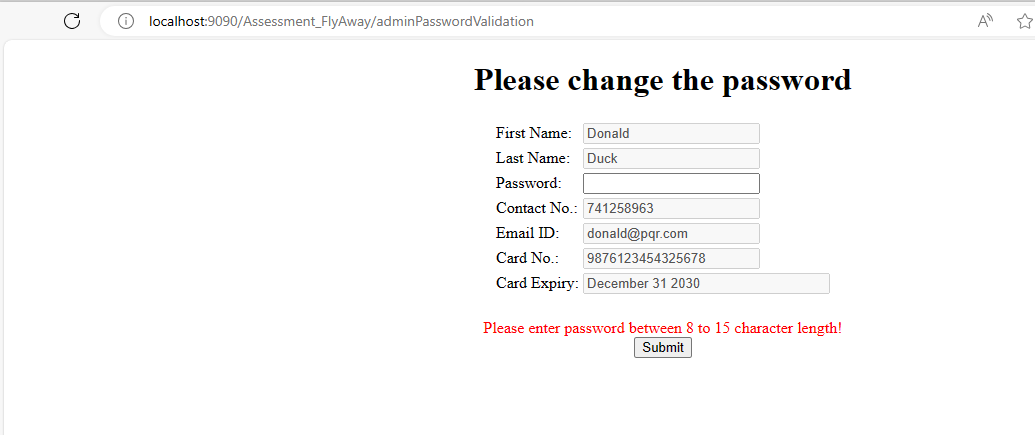 localhost:9090/Assessment_FlyAway/adminPasswordValidation
Please change the password
First Name: Donald
Last Name: Duck
Password:
Contact No.: 741258963
Email ID: donald@pqr.com
Card No.: 9876123454325678
Card Expiry: December 31 2030
Please enter password between 8 to 15 character length!
Submit